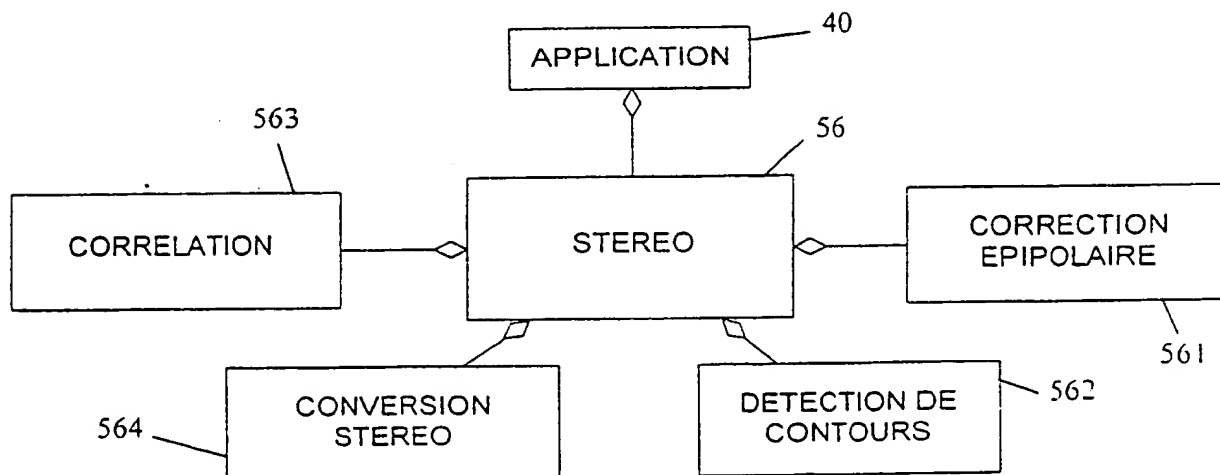 40
APPLICATION
563
56
CORRELATION
STEREO
CORRECTION
EPIPOLAIRE
561
564
CONVERSION
STEREO
DETECTION DE
CONTOURS
562